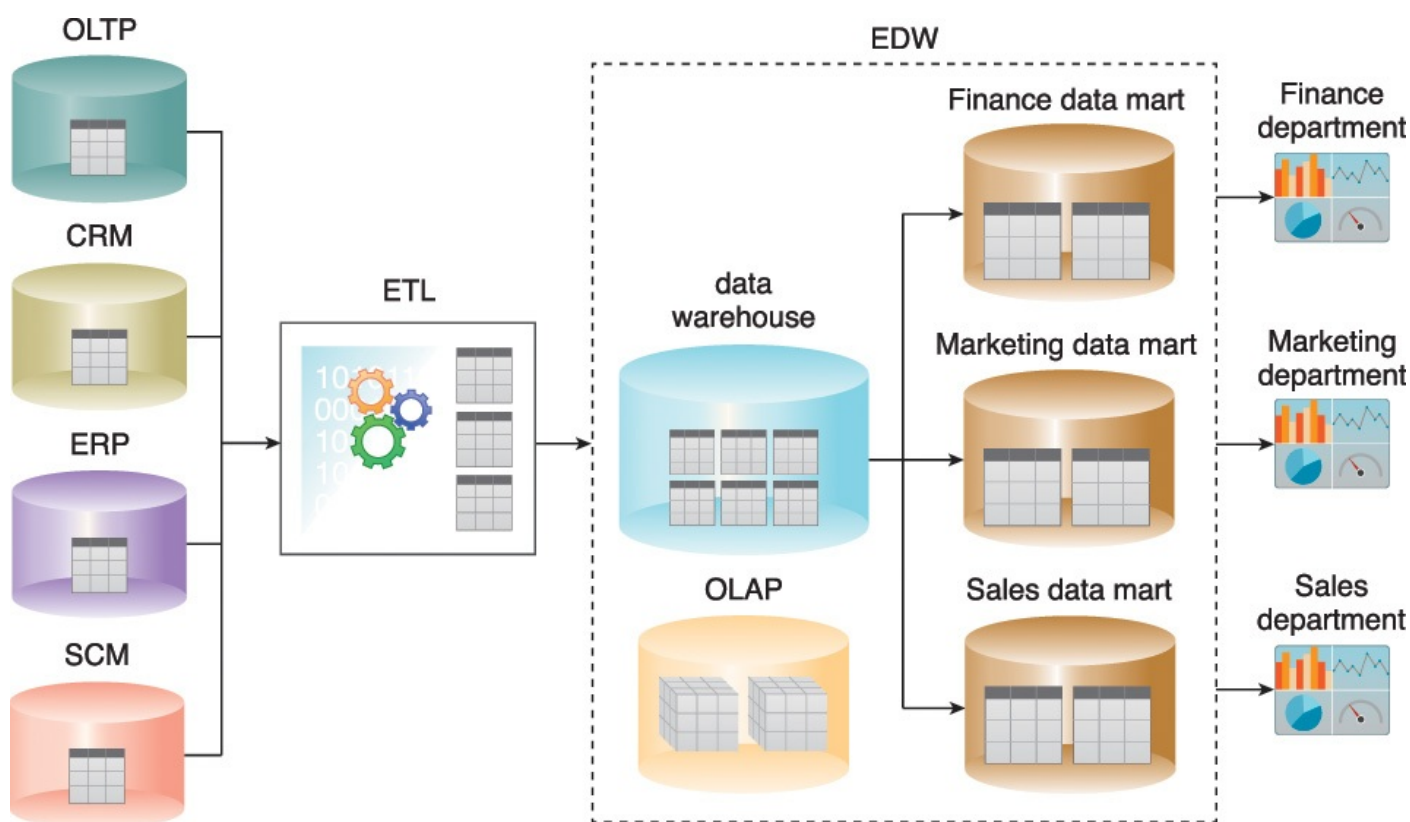 OLTP
CRM
ERP
SCM
ETL
EDW
data
warehouse
OLAP
Finance data mart
Marketing data mart
Sales data mart
Finance
department
Marketing
department
Sales
department